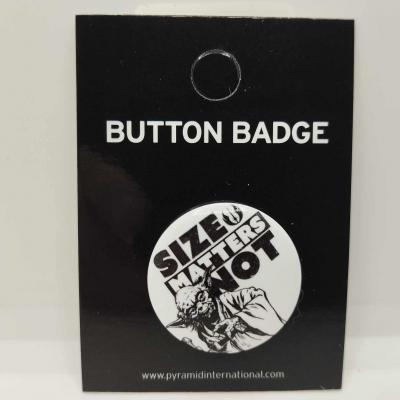 BUTTON BADGE
SIZE
MATTERS
NOT
www.pyramidinternational.com